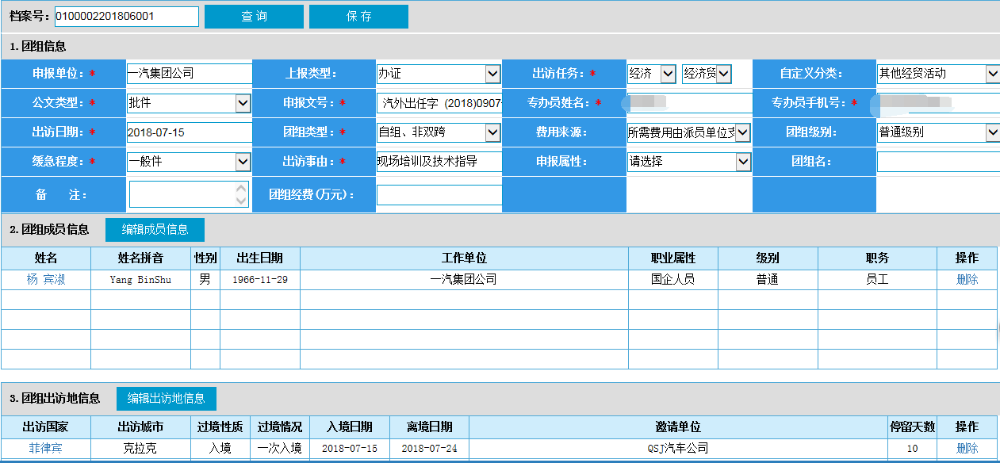 档案号： 0100002201806001 查 询 保 存
1. 团组信息
申报单位：* 一汽集团公司 上报类型： 办证 出访任务：* 经济 经济贸 自定义分类： 其他经贸活动
公文类型：* 批件 申报文号：* 汽外出任字 (2018)0907 专办员姓名：* 专办员手机号：*
出访日期：* 2018-07-15 团组类型：* 自组、非双跨 费用来源： 所需费用由派员单位支 团组级别： 普通级别
缓急程度：* 一般件 出访事由：* 现场培训及技术指导 申报属性： 请选择 团组名：
备 注： 团组经费(万元)：
2. 团组成员信息 编辑成员信息
姓名 姓名拼音 性别 出生日期 工作单位 职业属性 级别 职务 操作
杨 宾淑 Yang BinShu 男 1966-11-29 一汽集团公司 国企人员 普通 员工 删除
3. 团组出访地信息 编辑出访地信息
出访国家 出访城市 过境性质 过境情况 入境日期 离境日期 邀请单位 停留天数 操作
菲律宾 克拉克 入境 一次入境 2018-07-15 2018-07-24 QSJ汽车公司 10 删除